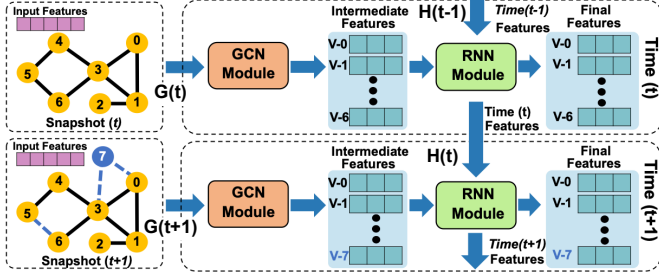 Input Features
4
0
5
3
6
2
1
Snapshot (t)
G(t)
GCN
Module
Intermediate
Features
V-0
V-1
V-6
H(t-1)
Time(t-1)
Features
RNN
Module
Final
Features
V-0
V-1
V-6
Time (t)
Time (t)
Features
H(t)
Input Features
7
4
0
5
3
6
2
1
Snapshot (t+1)
G(t+1)
GCN
Module
Intermediate
Features
V-0
V-1
V-7
RNN
Module
Time(t+1)
Features
Final
Features
V-0
V-1
V-7
Time (t+1)